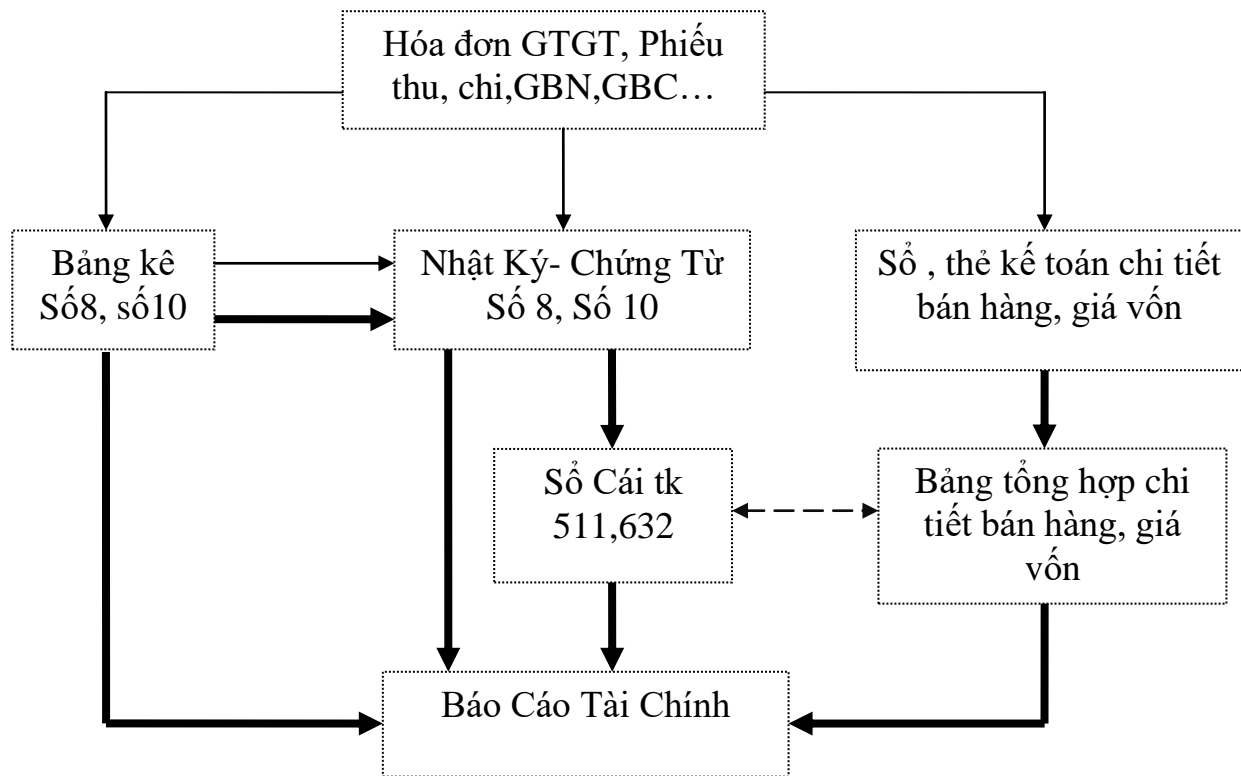 Hóa đơn GTGT, Phiếu
thu, chi,GBN,GBC…
Bảng kê
Số8, số10
Nhật Ký- Chứng Từ
Số 8, Số 10
Sổ , thẻ kế toán chi tiết
bán hàng, giá vốn
Sổ Cái tk
511,632
Bảng tổng hợp chi
tiết bán hàng, giá
vốn
Báo Cáo Tài Chính